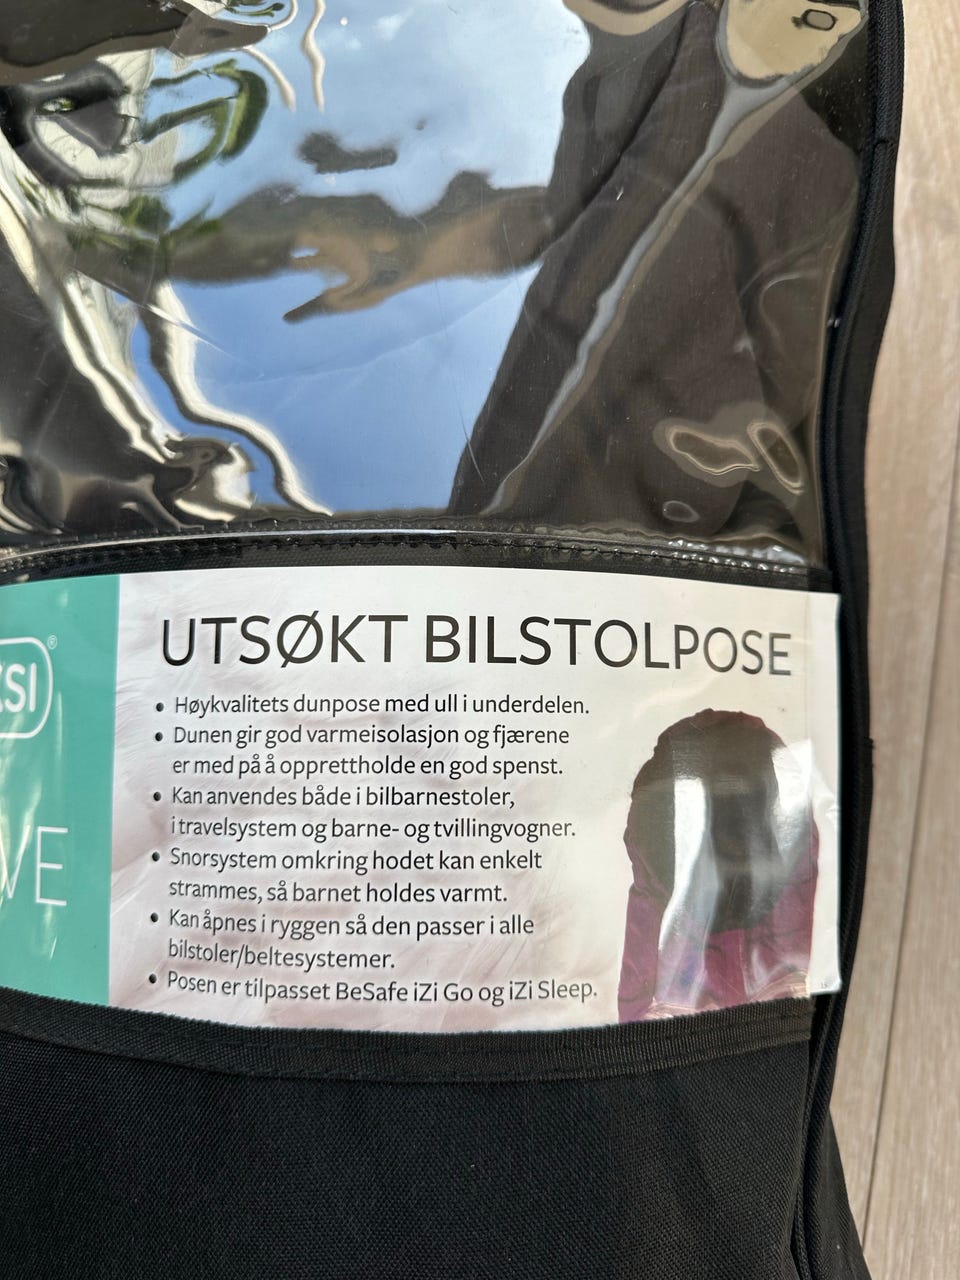 UTSØKT BILSTOLPOSE
• Høykvalitets dunpose med ull i underdelen.
• Dunen gir god varmeisolasjon og fjærene
er med på å opprettholde en god spenst.
• Kan anvendes både i bilbarnestoler,
i travelsystem og barne- og tvillingvogner.
• Snorsystem omkring hodet kan enkelt
strammes, så barnet holdes varmt.
• Kan åpnes i ryggen så den passer i alle
bilstoler/beltesystemer.
• Posen er tilpasset BeSafe iZi Go og iZi Sleep.